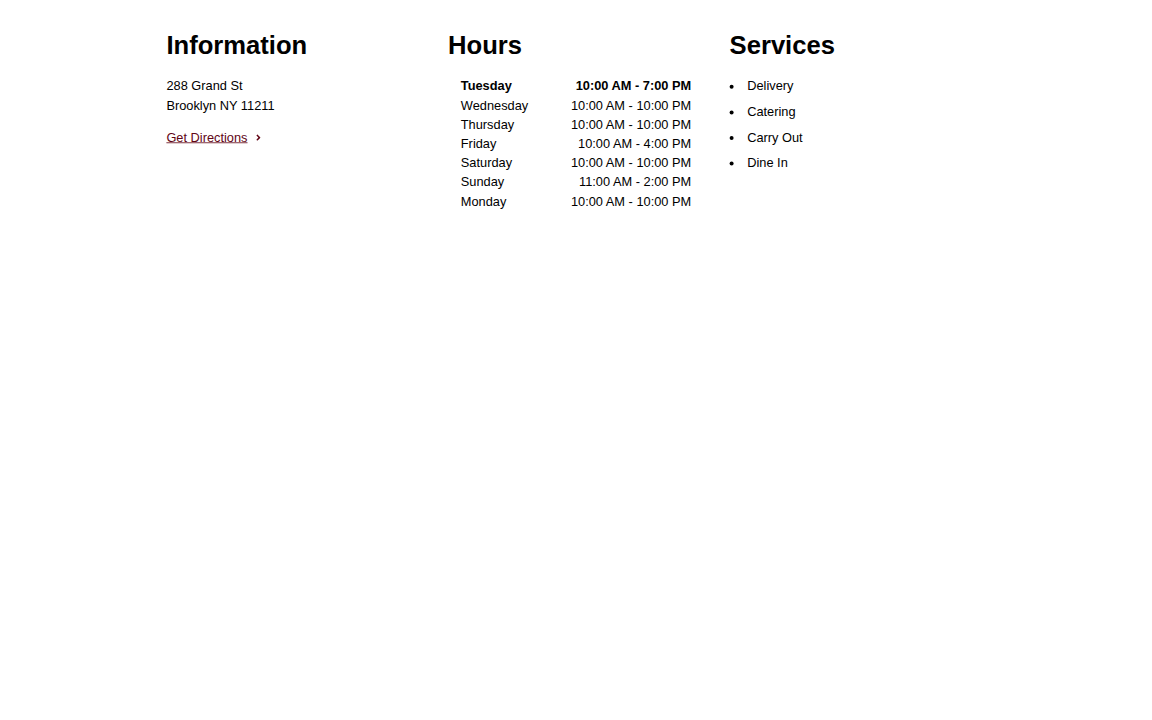 Information
288 Grand St
Brooklyn NY 11211
Get Directions ›
Hours
Tuesday 10:00 AM - 7:00 PM
Wednesday 10:00 AM - 10:00 PM
Thursday 10:00 AM - 10:00 PM
Friday 10:00 AM - 4:00 PM
Saturday 10:00 AM - 10:00 PM
Sunday 11:00 AM - 2:00 PM
Monday 10:00 AM - 10:00 PM
Services
• Delivery
• Catering
• Carry Out
• Dine In